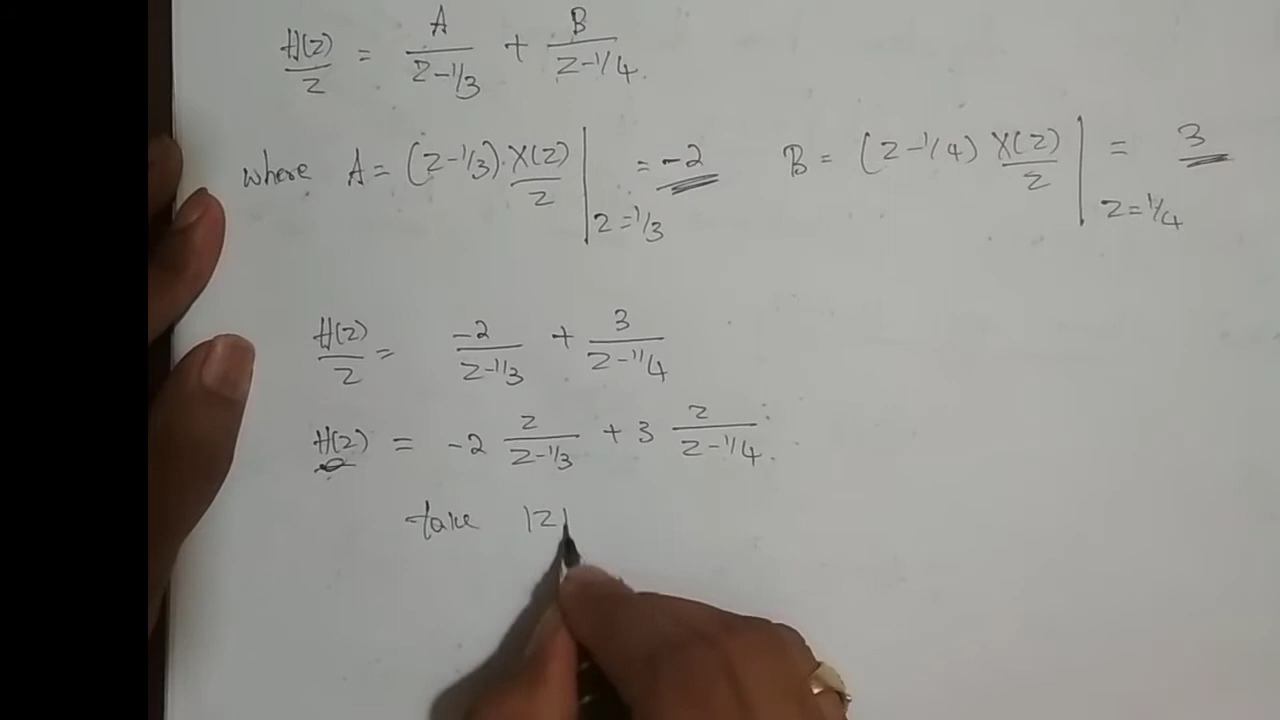 H(z)/z = A/(z-1/3) + B/(z-1/4).
where A = (z-1/3). X(z)/z | z=1/3 = -2 B = (z-1/4) X(z)/z | z=1/4 = 3
H(z)/z = -2/(z-1/3) + 3/(z-1/4)
H(z) = -2 z/(z-1/3) + 3 z/(z-1/4).
take |z|